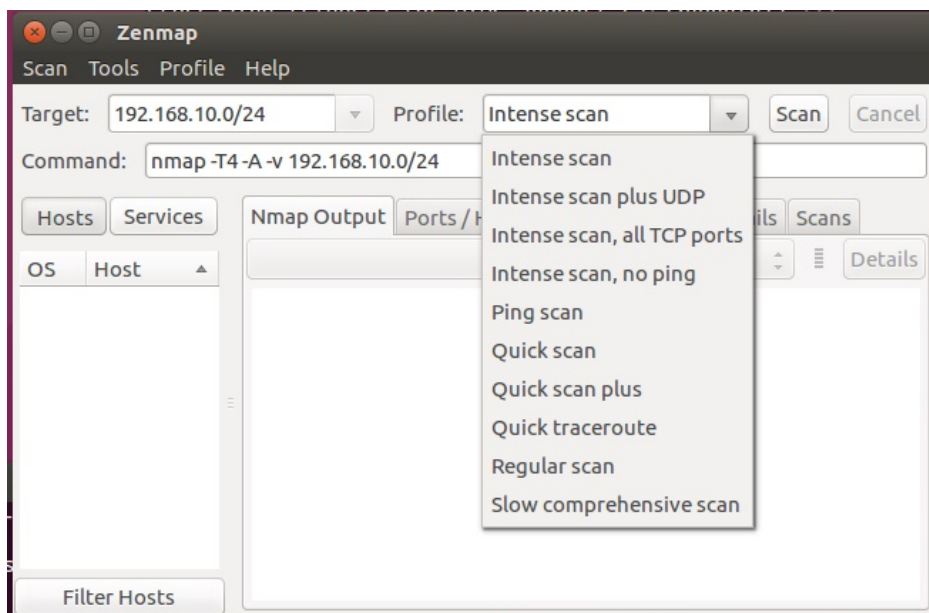 Zenmap
Scan Tools Profile Help
Target: 192.168.10.0/24 Profile: Intense scan Scan Cancel
Command: nmap -T4 -A -v 192.168.10.0/24
Hosts Services Nmap Output Ports / H ils Scans
OS Host Details
Intense scan
Intense scan plus UDP
Intense scan, all TCP ports
Intense scan, no ping
Ping scan
Quick scan
Quick scan plus
Quick traceroute
Regular scan
Slow comprehensive scan
Filter Hosts